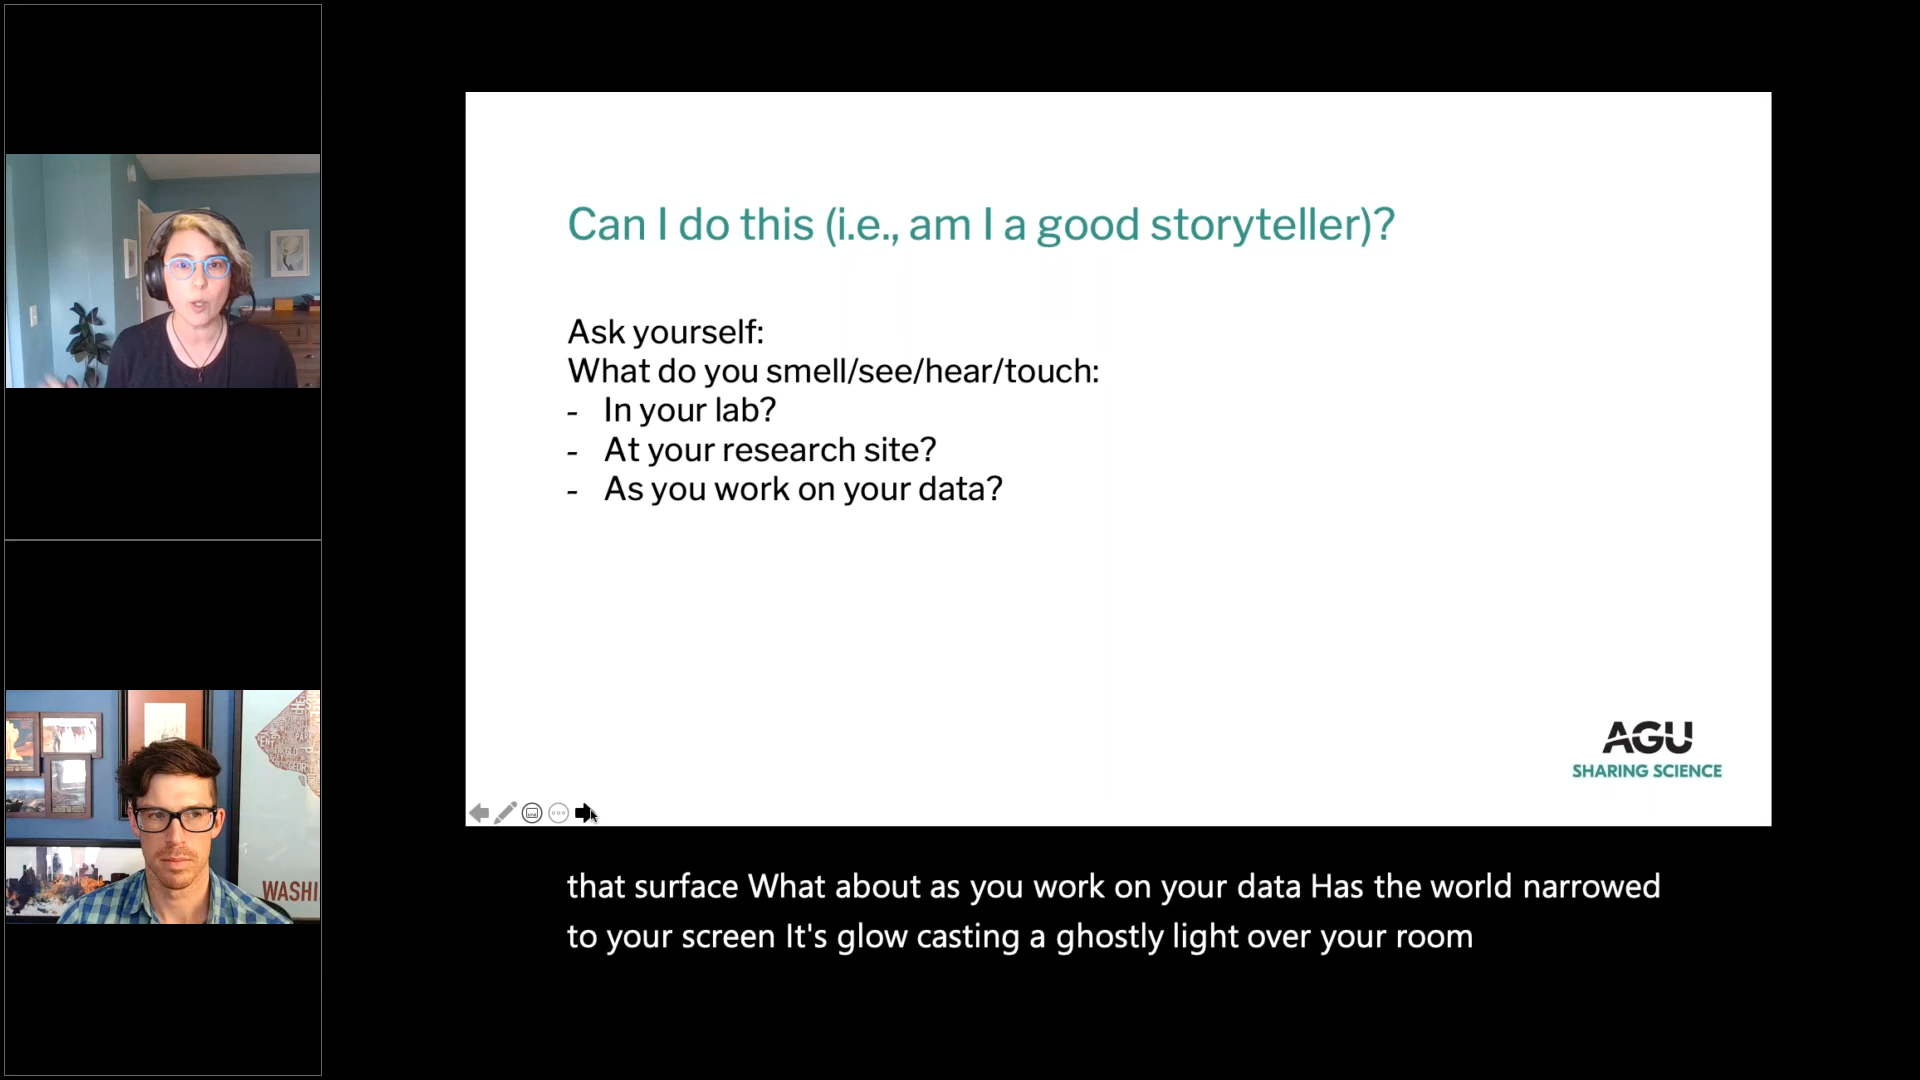 Can I do this (i.e., am I a good storyteller)?
Ask yourself:
What do you smell/see/hear/touch:
- In your lab?
- At your research site?
- As you work on your data?
AGU
SHARING SCIENCE
WASHI
that surface What about as you work on your data Has the world narrowed
to your screen It's glow casting a ghostly light over your room